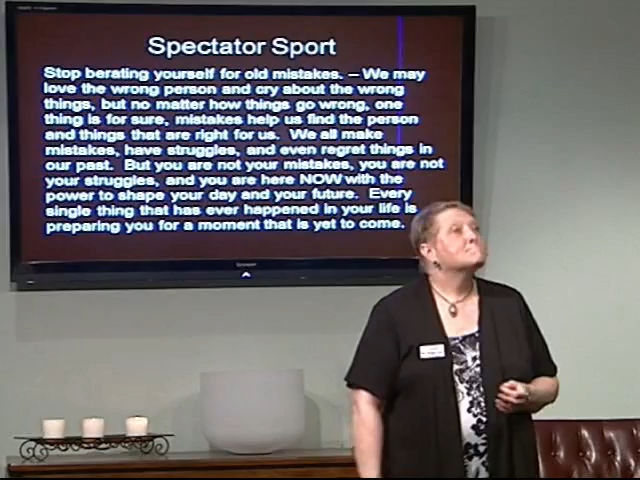 Spectator Sport
Stop berating yourself for old mistakes. – We may
love the wrong person and cry about the wrong
things, but no matter how things go wrong, one
thing is for sure, mistakes help us find the person
and things that are right for us.  We all make
mistakes, have struggles, and even regret things in
our past.  But you are not your mistakes, you are not
your struggles, and you are here NOW with the
power to shape your day and your future.  Every
single thing that has ever happened in your life is
preparing you for a moment that is yet to come.